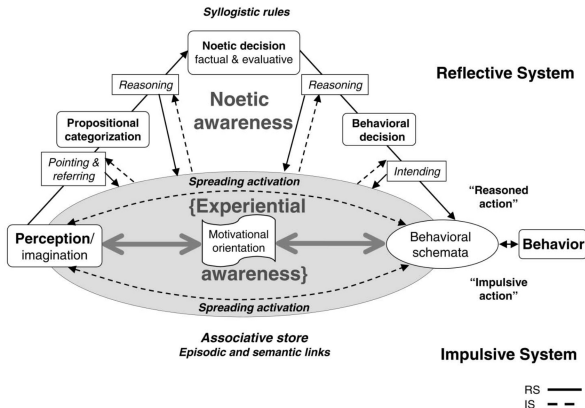 Syllogistic rules
Noetic decision
factual & evaluative
Reasoning
Reasoning
Reflective System
Noetic
awareness
Propositional
categorization
Behavioral
decision
Pointing &
referring
Intending
Spreading activation
"Reasoned
action"
{Experiential
Perception/
imagination
Motivational
orientation
Behavioral
schemata
Behavior
awareness}
"Impulsive
action"
Spreading activation
Associative store
Episodic and semantic links
Impulsive System
RS
IS